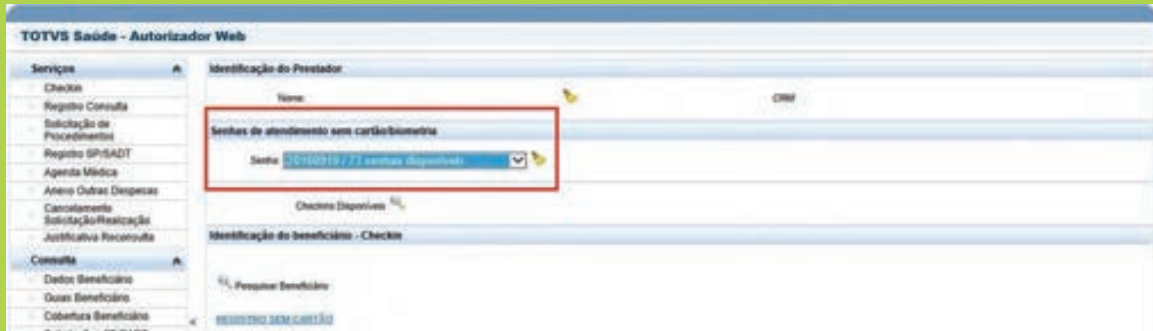 TOTVS Saúde - Autorizador Web
Serviços
Checkin
Registro Consulta
Solicitação de
Procedimentos
Registro SP/SADT
Agenda Médica
Anexo Outras Despesas
Cancelamento
Solicitação/Realização
Justificativa Reconsulta
Consulta
Dados Beneficiário
Guias Beneficiário
Cobertura Beneficiário
Identificação do Prestador
Nome
CRM
Senhas de atendimento sem cartão/biometria
Senha
senhas disponíveis
Checkins Disponíveis
Identificação do beneficiário - Checkin
Pesquisar Beneficiário
REGISTRO SEM CARTÃO